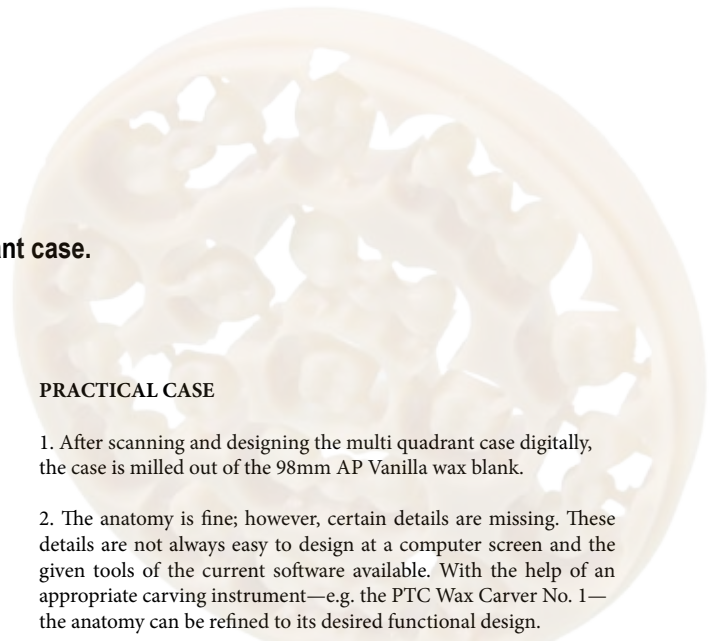 nt case.
PRACTICAL CASE
1. After scanning and designing the multi quadrant case digitally,
the case is milled out of the 98mm AP Vanilla wax blank.
2. The anatomy is fine; however, certain details are missing. These
details are not always easy to design at a computer screen and the
given tools of the current software available. With the help of an
appropriate carving instrument—e.g. the PTC Wax Carver No. 1—
the anatomy can be refined to its desired functional design.